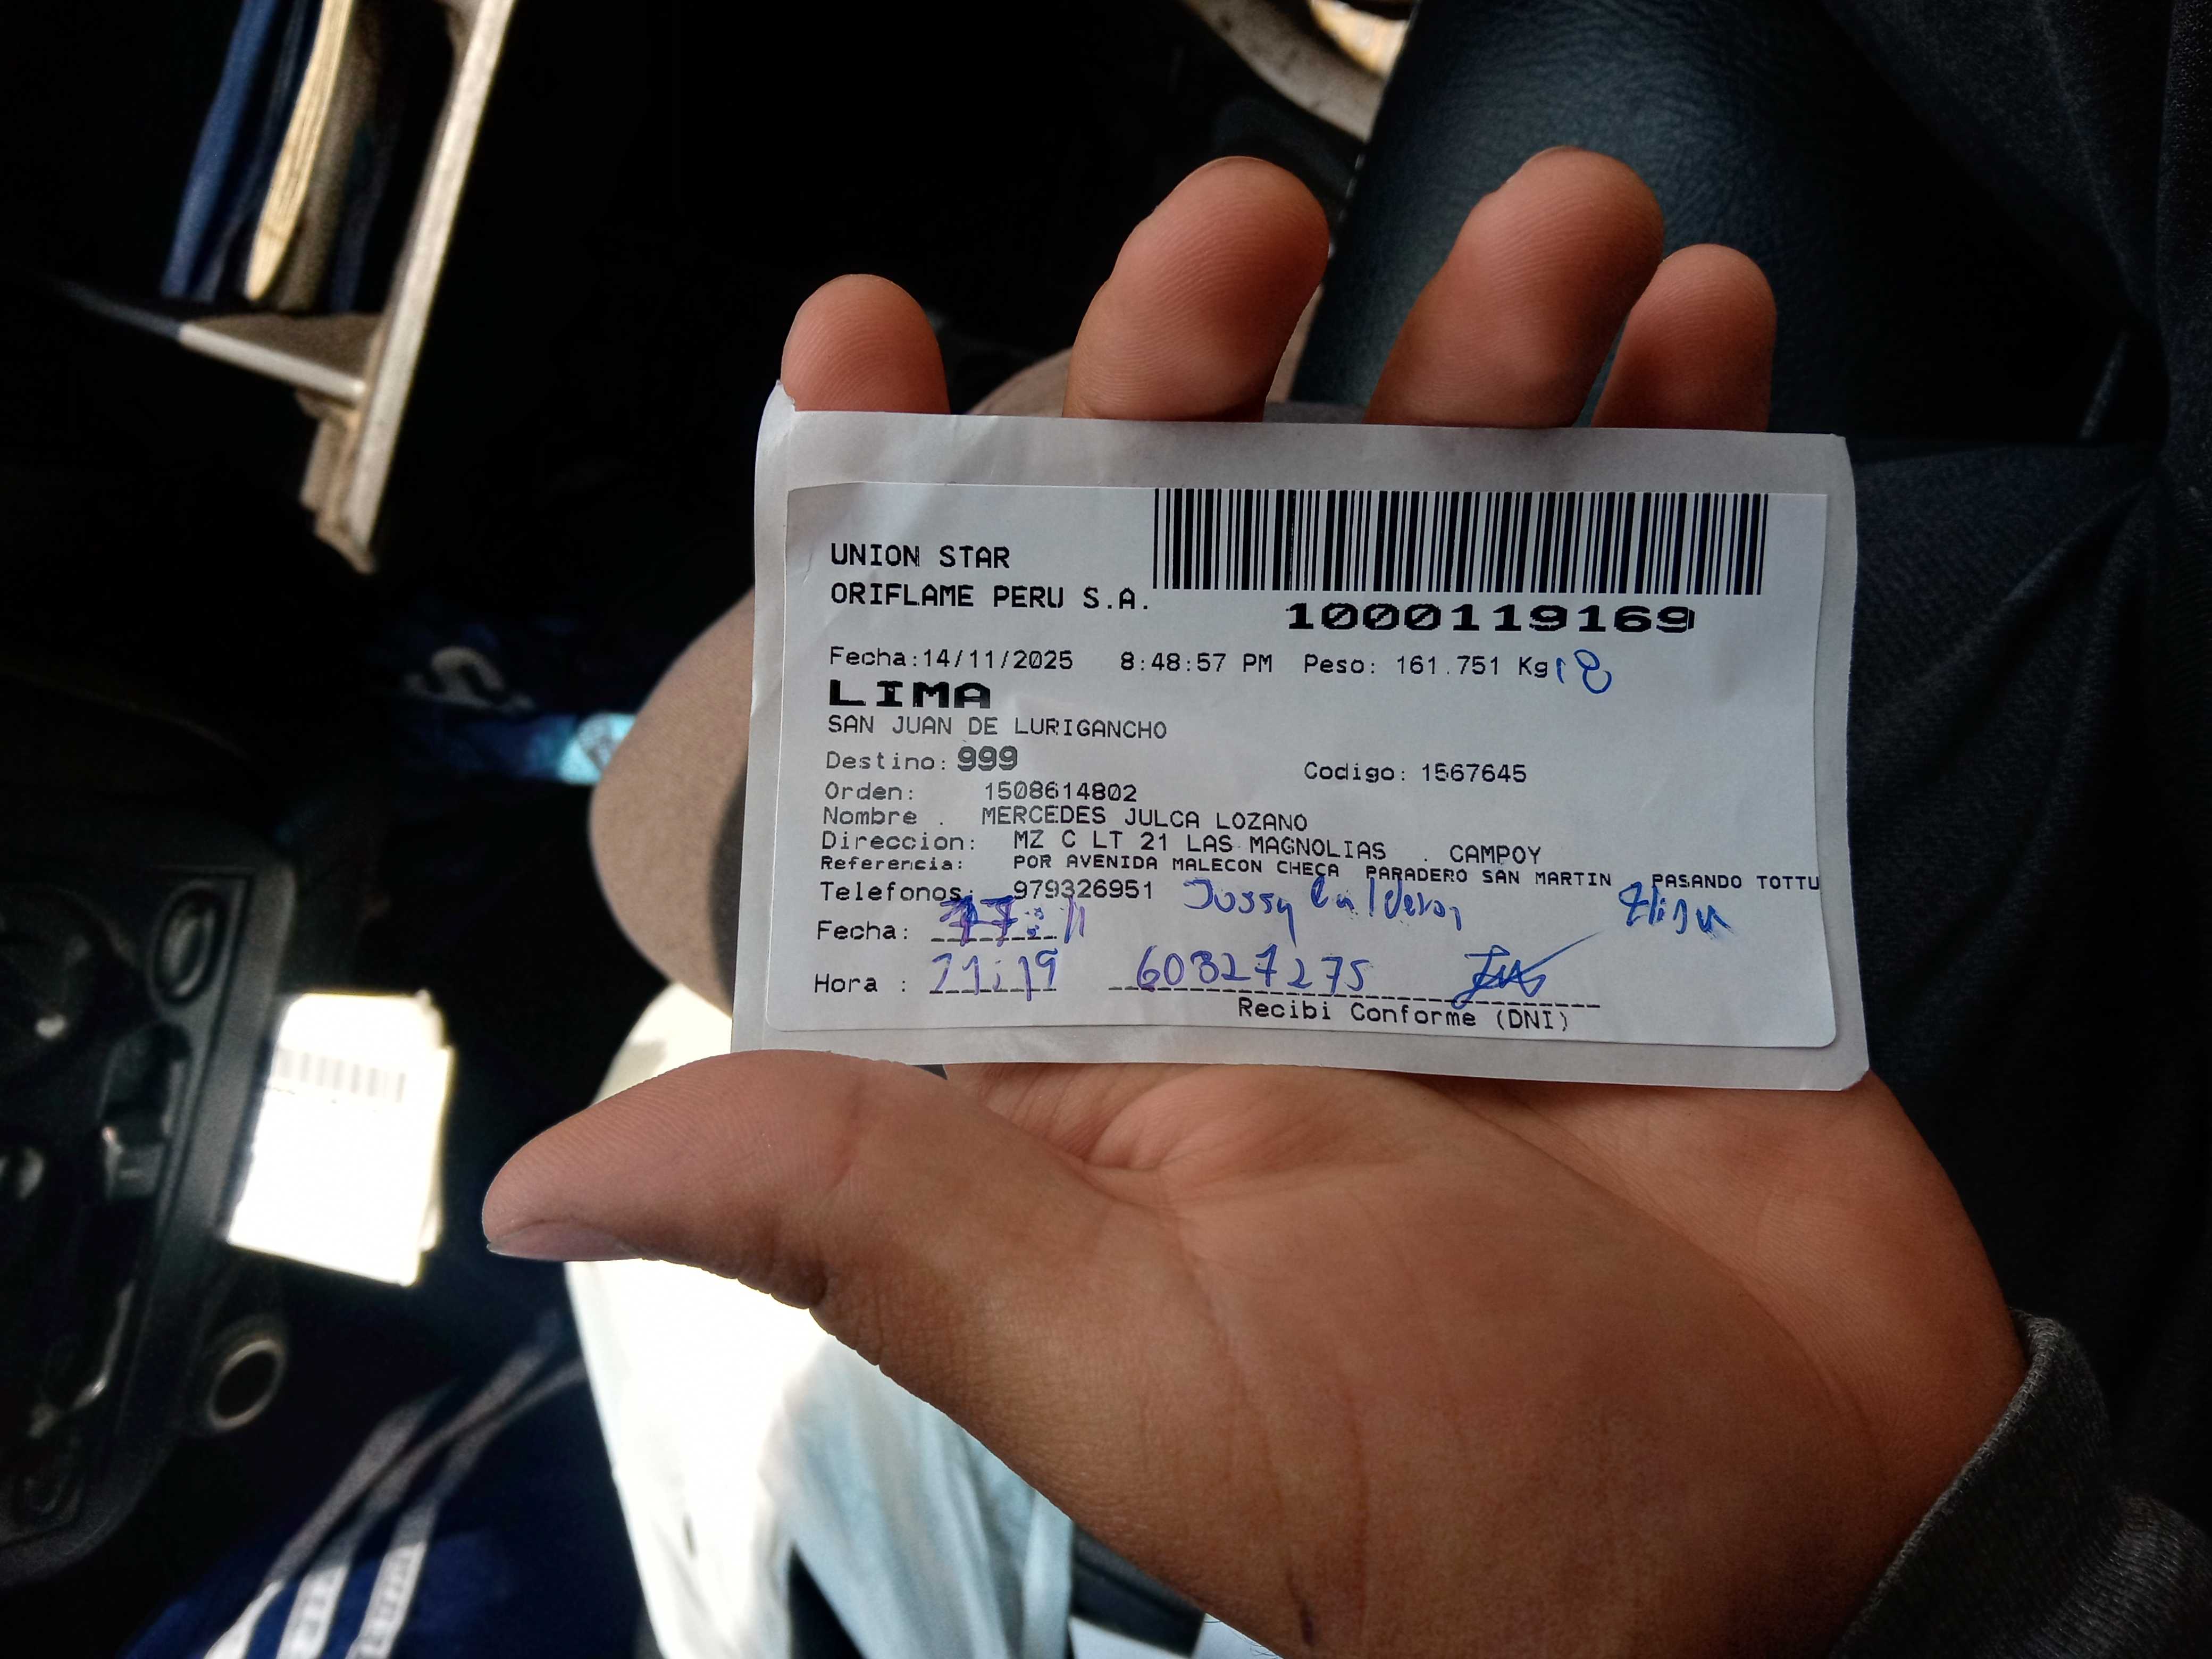 UNION STAR
ORIFLAME PERU S.A.
1000119169
Fecha:14/11/2025 8:48:57 PM Peso: 161.751 Kg 18
LIMA
SAN JUAN DE LURIGANCHO
Destino: 999
Codigo: 1567645
Orden: 1508614802
Nombre . MERCEDES JULCA LOZANO
Direccion: MZ C LT 21 LAS MAGNOLIAS . CAMPOY
Referencia: POR AVENIDA MALECON CHECA PARADERO SAN MARTIN PASANDO TOTTU
Telefonos: 979326951
Fecha:
Hora : 60327275
Recibi Conforme (DNI)